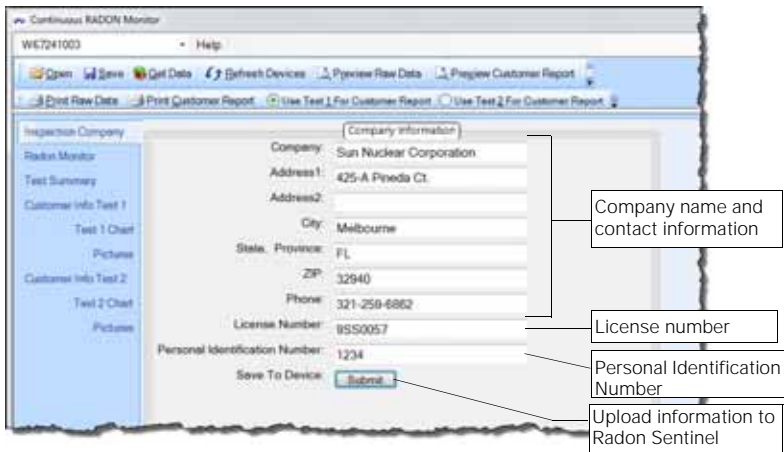 Continuous RADON Monitor
W67241003 Help
Open Save Get Data Refresh Devices Preview Raw Data Preview Customer Report
Print Raw Data Print Customer Report Use Test 1 For Customer Report Use Test 2 For Customer Report
Inspection Company
Radon Monitor
Test Summary
Customer Info Test 1
Test 1 Chart
Pictures
Customer Info Test 2
Test 2 Chart
Pictures
Company Information
Company: Sun Nuclear Corporation
Address1: 425-A Pineda Ct.
Address2:
City: Melbourne
State, Province: FL
ZIP: 32940
Phone: 321-259-6862
License Number: 9SS0057
Personal Identification Number: 1234
Save To Device: Submit
Company name and
contact information
License number
Personal Identification
Number
Upload information to
Radon Sentinel